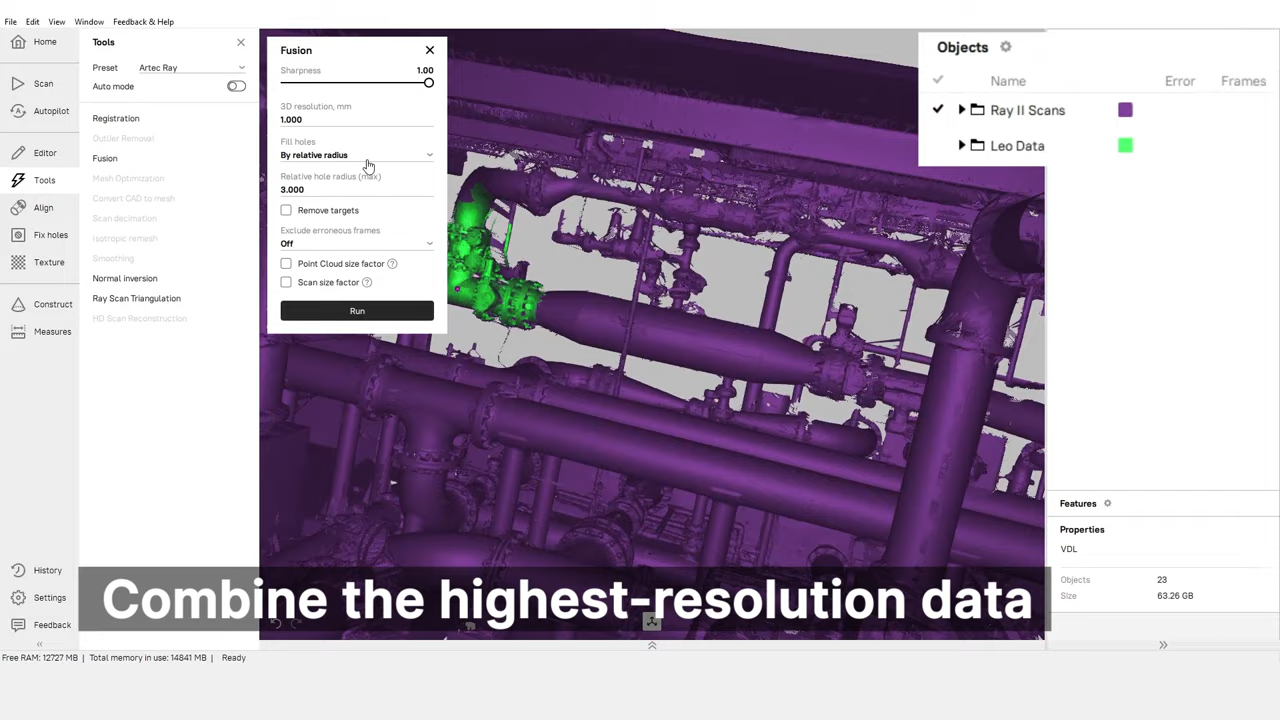 File Edit View Window Feedback & Help
Home
Scan
Autopilot
Editor
Tools
Align
Fix holes
Texture
Construct
Measures
History
Settings
Feedback
Tools
Preset Artec Ray
Auto mode
Registration
Outlier Removal
Fusion
Mesh Optimization
Convert CAD to mesh
Scan decimation
Isotropic remesh
Smoothing
Normal inversion
Ray Scan Triangulation
HD Scan Reconstruction
Fusion
Sharpness 1.00
3D resolution, mm
1.000
Fill holes
By relative radius
Relative hole radius (max)
3.000
Remove targets
Exclude erroneous frames
Off
Point Cloud size factor ?
Scan size factor ?
Run
Objects
Name Error Frames
Ray II Scans
Leo Data
Features
Properties
VDL
Objects 23
Size 63.26 GB
Combine the highest-resolution data
Free RAM: 12727 MB | Total memory in use: 14841 MB | Ready